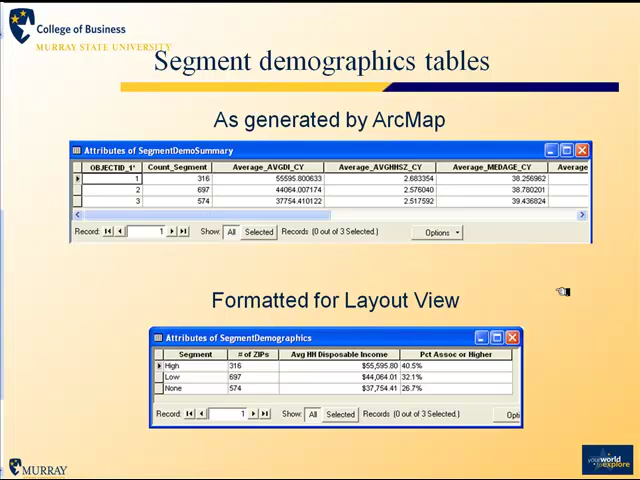 College of Business
MURRAY STATE UNIVERSITY
Segment demographics tables
As generated by ArcMap
Attributes of SegmentDemoSummary
OBJECTID_1* Count_Segment Average_AVGDI_CY Average_AVGHHSZ_CY Average_MEDAGE_CY Average
1 316 55595.800633 2.683354 38.256962
2 697 44064.007174 2.576040 38.780201
3 574 37754.410122 2.517592 39.436824
Record: 1 Show: All Selected Records (0 out of 3 Selected.) Options
Formatted for Layout View
Attributes of SegmentDemographics
Segment # of ZIPs Avg HH Disposable Income Pct Assoc or Higher
High 316 $55,595.80 40.5%
Low 697 $44,064.01 32.1%
None 574 $37,754.41 26.7%
Record: 1 Show: All Selected Records (0 out of 3 Selected.) Opti
MURRAY
your world to explore